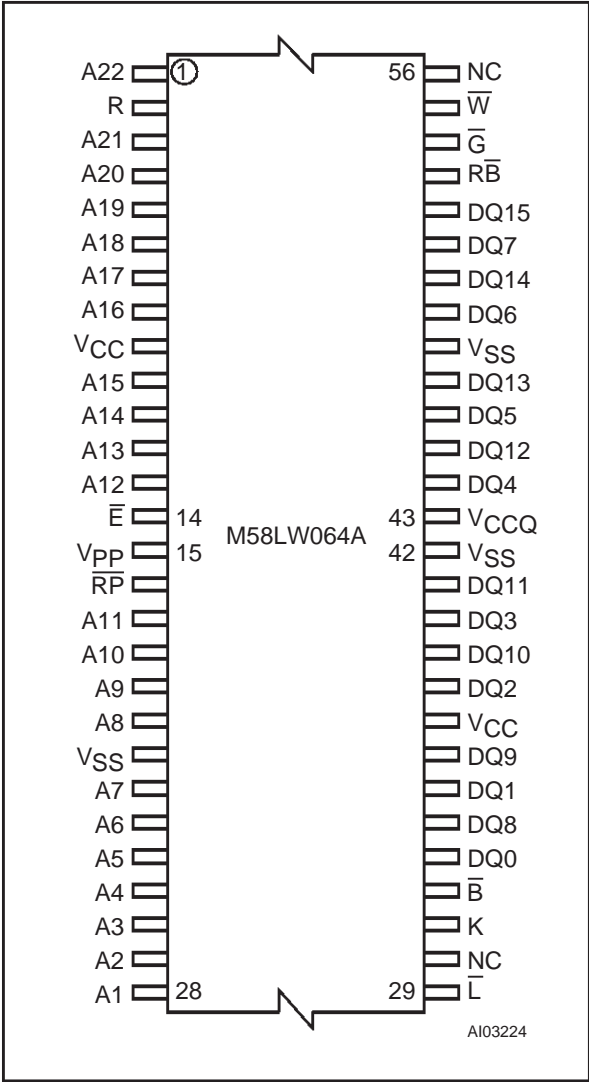 A22 ① 56 NC
R W̅
A21 G̅
A20 RB̅
A19 DQ15
A18 DQ7
A17 DQ14
A16 DQ6
VCC VSS
A15 DQ13
A14 DQ5
A13 DQ12
A12 DQ4
E̅ 14 43 VCCQ
M58LW064A
VPP 15 42 VSS
R̅P̅ DQ11
A11 DQ3
A10 DQ10
A9 DQ2
A8 VCC
VSS DQ9
A7 DQ1
A6 DQ8
A5 DQ0
A4 B̅
A3 K
A2 NC
A1 28 29 L̅
AI03224